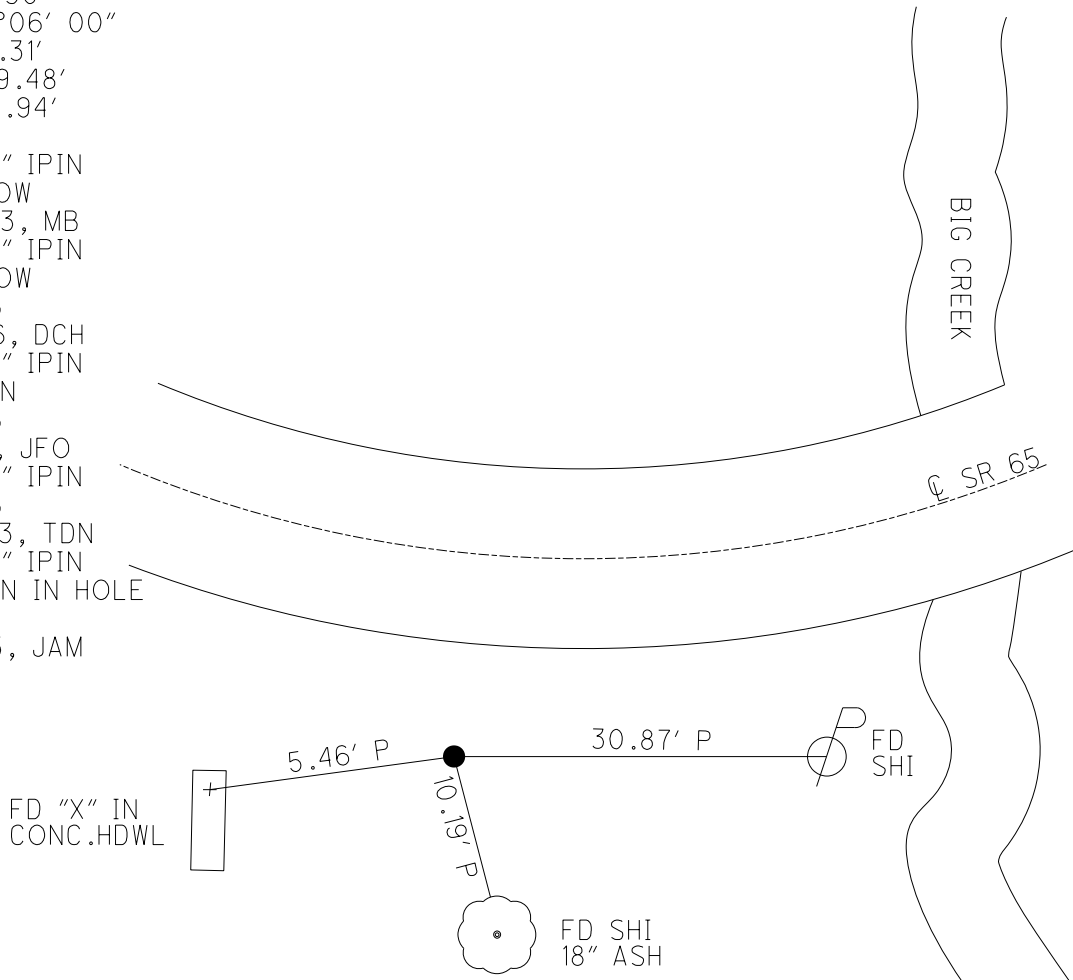 °06′ 00″
.31′
9.48′
.94′
″ IPIN
OW
3, MB
″ IPIN
OW
6, DCH
″ IPIN
N
, JFO
″ IPIN
3, TDN
″ IPIN
N IN HOLE
, JAM
BIG CREEK
℄ SR 65
5.46′ P
30.87′ P
10.19′ P
FD
SHI
FD "X" IN
CONC.HDWL
FD SHI
18″ ASH